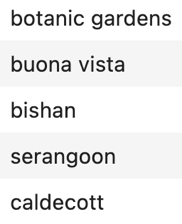 botanic gardens
buona vista
bishan
serangoon
caldecott